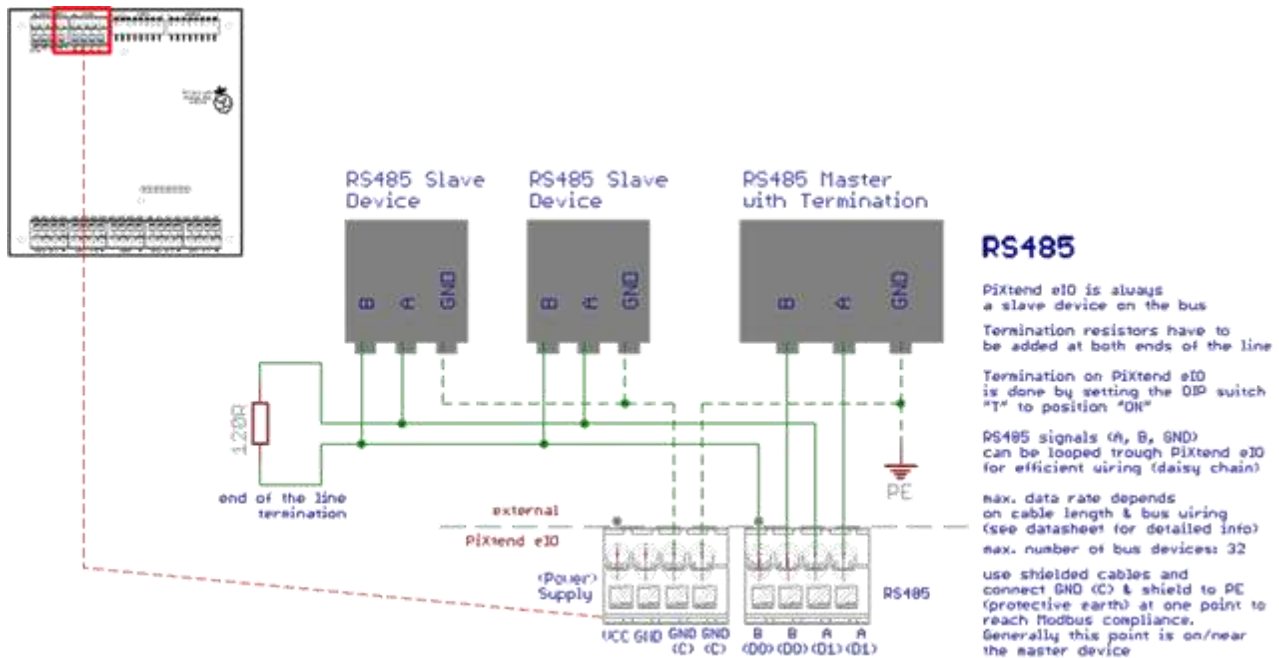 RS485 Slave
Device
RS485 Slave
Device
RS485 Master
with Termination
B A GND
B A GND
B A GND
120R
end of the line
termination
PE
external
PiXtend eIO
(Power)
Supply
RS485
VCC GND GND GND
(C) (C)
B B A A
(D0) (D0) (D1) (D1)
RS485
PiXtend eIO is always
a slave device on the bus
Termination resistors have to
be added at both ends of the line
Termination on PiXtend eIO
is done by setting the DIP switch
"T" to position "ON"
RS485 signals (A, B, GND)
can be looped trough PiXtend eIO
for efficient wiring (daisy chain)
max. data rate depends
on cable length & bus wiring
(see datasheet for detailed info)
max. number of bus devices: 32
use shielded cables and
connect GND (C) & shield to PE
(protective earth) at one point to
reach Modbus compliance.
Generally this point is on/near
the master device